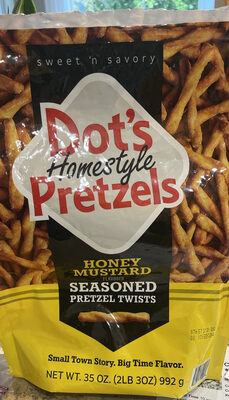 sweet 'n savory
Dot's
Homestyle
Pretzels
HONEY
MUSTARD
FLAVORED
SEASONED
PRETZEL TWISTS
Small Town Story. Big Time Flavor.
NET WT. 35 OZ. (2LB 3OZ) 992 g